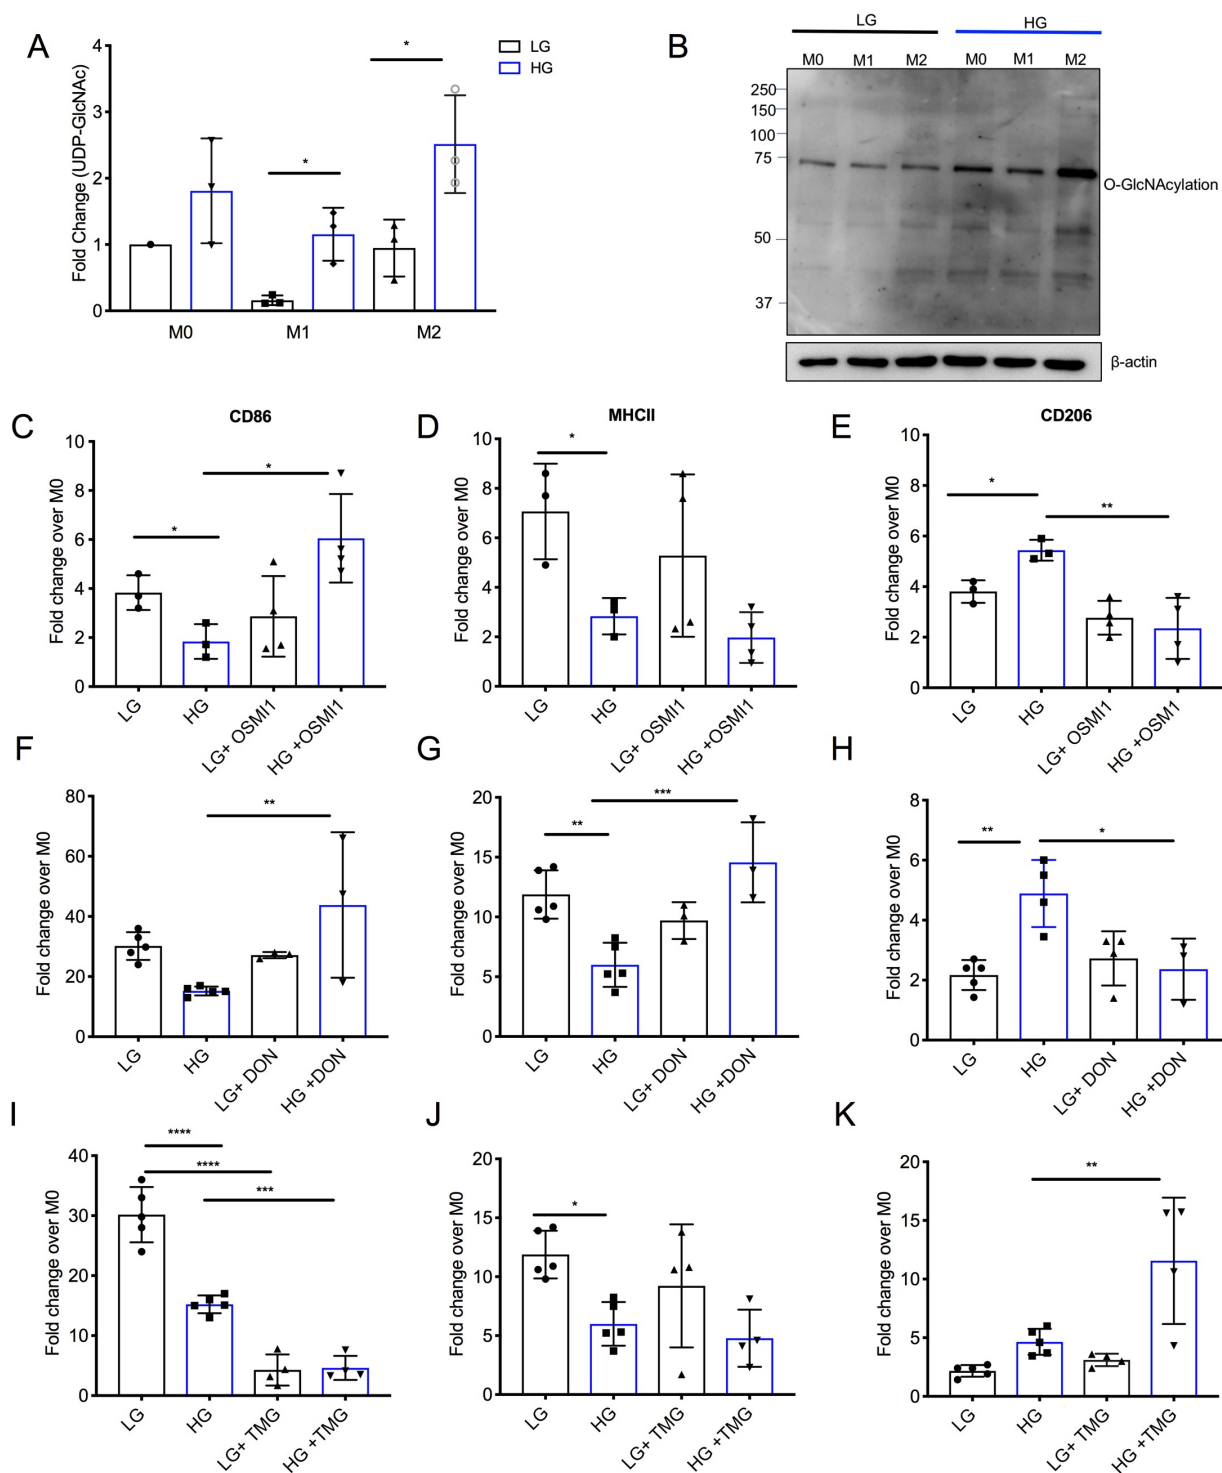 A
Fold Change (UDP-GlcNAc)
4
3
2
1
0
*
*
M0 M1 M2
LG
HG
B
LG HG
M0 M1 M2 M0 M1 M2
250
150
100
75
50
37
O-GlcNAcylation
β-actin
C
CD86
Fold change over M0
10
8
6
4
2
0
*
*
LG HG LG+ OSMI1 HG +OSMI1
D
MHCII
Fold change over M0
10
8
6
4
2
0
*
LG HG LG+ OSMI1 HG +OSMI1
E
CD206
Fold change over M0
10
8
6
4
2
0
*
**
LG HG LG+ OSMI1 HG +OSM1
F
Fold change over M0
80
60
40
20
0
**
LG HG LG+ DON HG +DON
G
Fold change over M0
20
15
10
5
0
**
***
LG HG LG+ DON HG +DON
H
Fold change over M0
8
6
4
2
0
**
*
LG HG LG+ DON HG +DON
I
Fold change over M0
40
30
20
10
0
****
****
***
LG HG LG+ TMG HG +TMG
J
Fold change over M0
20
15
10
5
0
*
LG HG LG+ TMG HG +TMG
K
Fold change over M0
20
15
10
5
0
**
LG HG LG+ TMG HG +TMG